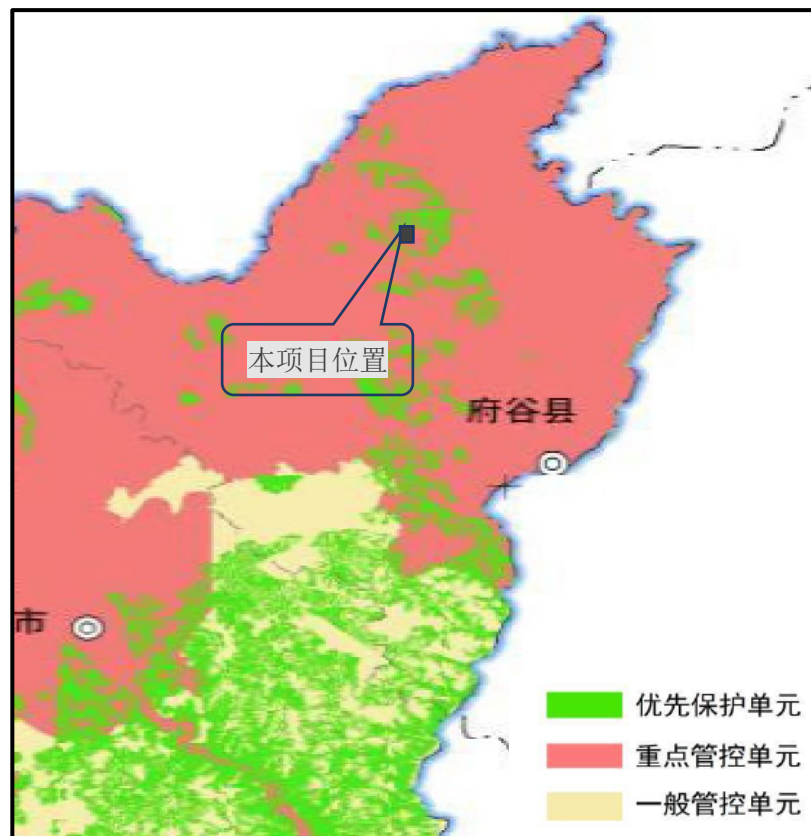 本项目位置
府谷县
市
优先保护单元
重点管控单元
一般管控单元